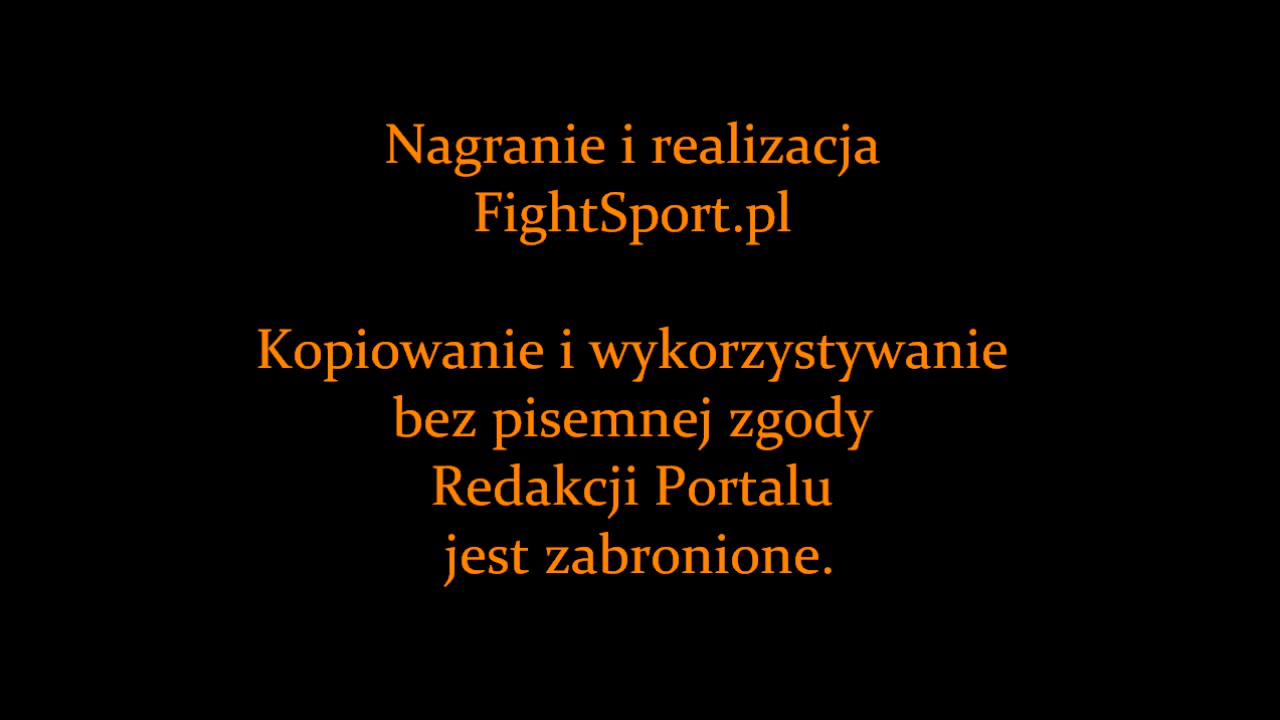 Nagranie i realizacja
FightSport.pl
Kopiowanie i wykorzystywanie
bez pisemnej zgody
Redakcji Portalu
jest zabronione.